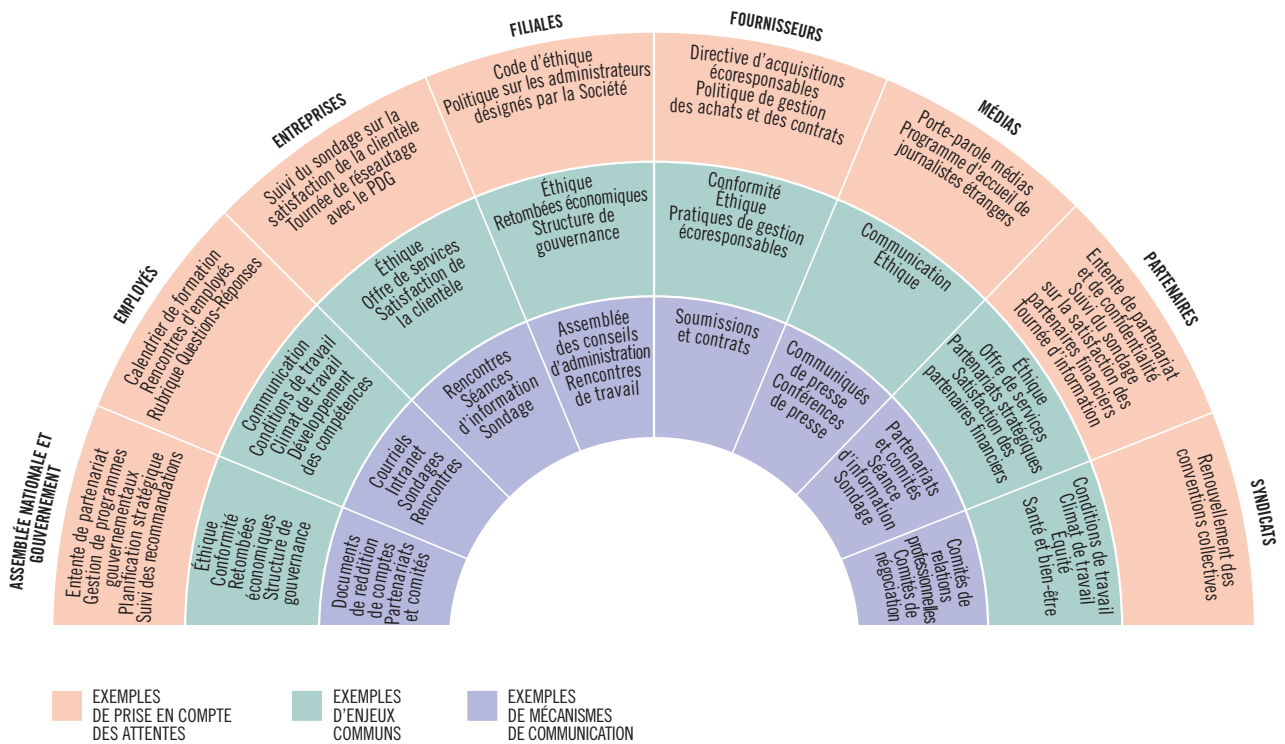 ASSEMBLÉE NATIONALE ET
GOUVERNEMENT
Entente de partenariat
Gestion de programmes
gouvernementaux
Planification stratégique
Suivi des recommandations
Éthique
Conformité
Retombées
économiques
Structure de
gouvernance
Documents
de reddition
de comptes
Partenariats
et comités
EMPLOYÉS
Calendrier de formation
Rencontres d'employés
Rubrique Questions-Réponses
Communication
Conditions de travail
Climat de travail
Développement
des compétences
Courriels
Intranet
Sondages
Rencontres
ENTREPRISES
Suivi du sondage sur la
satisfaction de la clientèle
Tournée de réseautage
avec le PDG
Éthique
Offre de services
Satisfaction de
la clientèle
Rencontres
Séances
d'information
Sondage
FILIALES
Code d'éthique
Politique sur les administrateurs
désignés par la Société
Éthique
Retombées économiques
Structure de
gouvernance
Assemblée
des conseils
d'administration
Rencontres
de travail
FOURNISSEURS
Directive d'acquisitions
écoresponsables
Politique de gestion
des achats et des contrats
Conformité
Éthique
Pratiques de gestion
écoresponsables
Soumissions
et contrats
MÉDIAS
Porte-parole médias
Programme d'accueil de
journalistes étrangers
Communication
Éthique
Communiqués
de presse
Conférences
de presse
PARTENAIRES
Entente de partenariat
et de confidentialité
Suivi du sondage
sur la satisfaction des
partenaires financiers
Tournée d'information
Éthique
Offre de services
Partenariats stratégiques
Satisfaction des
partenaires financiers
Partenariats
et comités
Séance
d'information
Sondage
SYNDICATS
Renouvellement des
conventions collectives
Conditions de travail
Climat de travail
Équité
Santé et bien-être
Comités de
relations
professionnelles
Comités de
négociation
EXEMPLES
DE PRISE EN COMPTE
DES ATTENTES
EXEMPLES
D'ENJEUX
COMMUNS
EXEMPLES
DE MÉCANISMES
DE COMMUNICATION